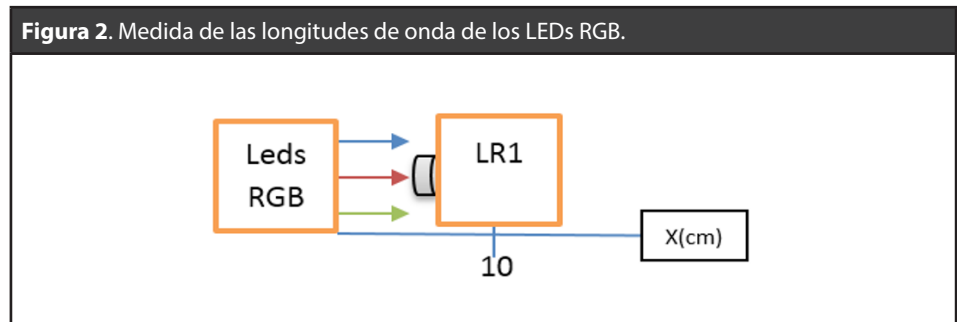 Figura 2. Medida de las longitudes de onda de los LEDs RGB.
Leds
RGB
LR1
X(cm)
10